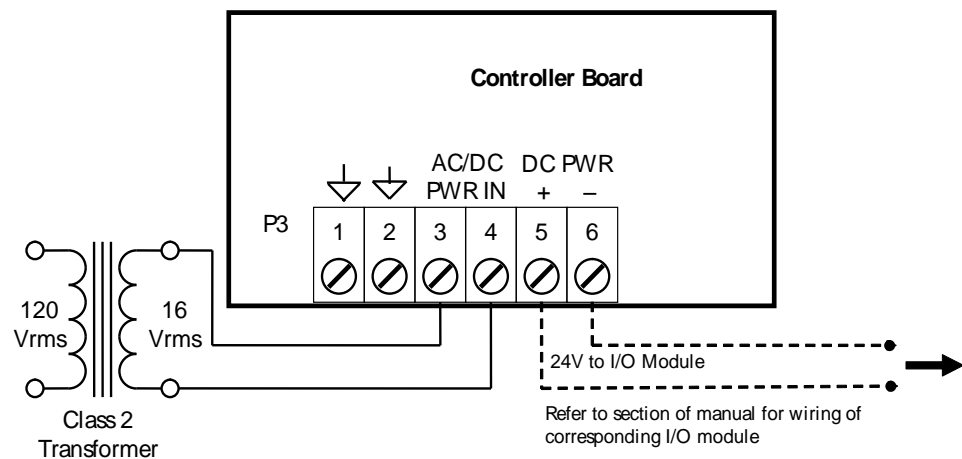 Controller Board
AC/DC DC PWR
PWR IN + –
P3 1 2 3 4 5 6
120
Vrms
16
Vrms
24V to I/O Module
Class 2
Transformer
Refer to section of manual for wiring of
corresponding I/O module